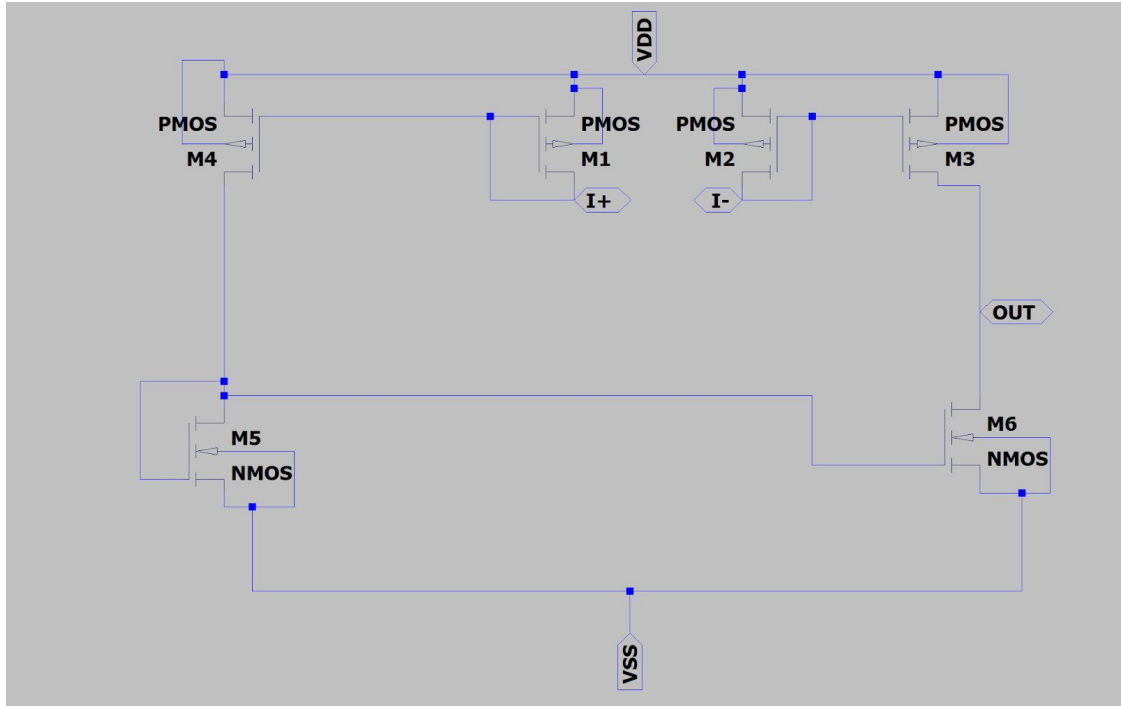 VDD
PMOS
M4
PMOS
M1
PMOS
M2
PMOS
M3
I+
I-
OUT
M5
NMOS
M6
NMOS
VSS